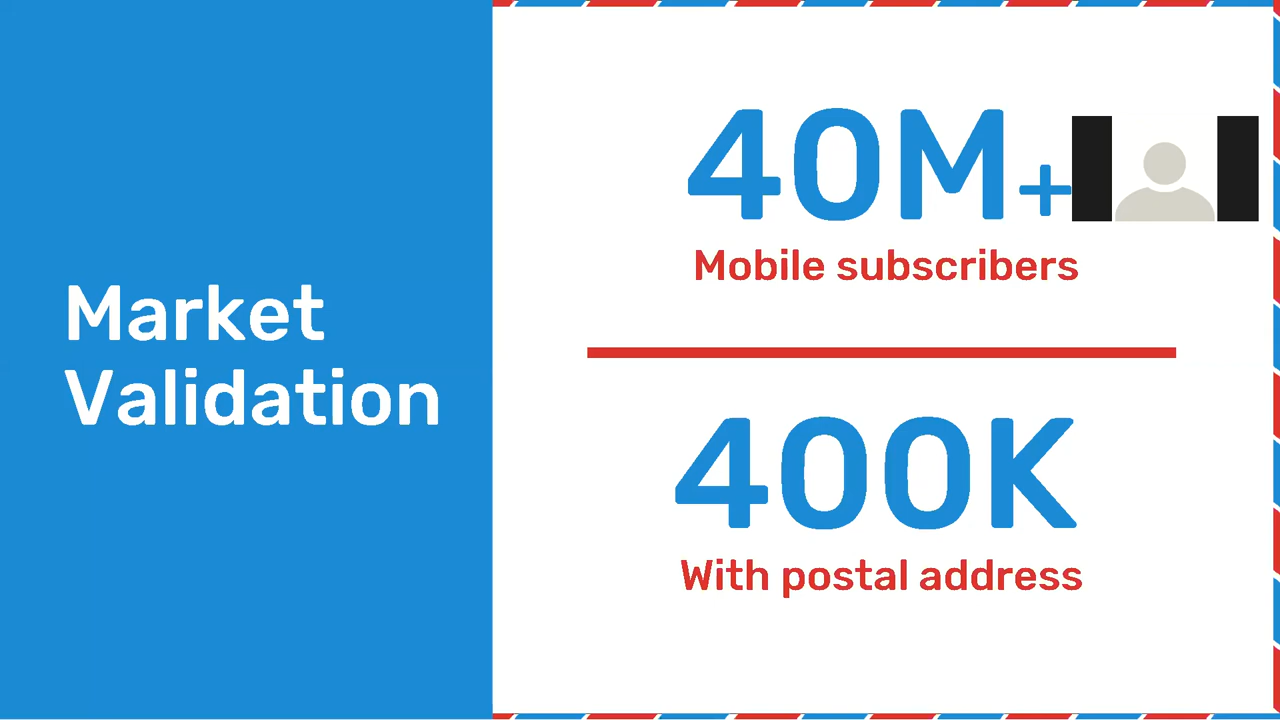 Market
Validation
40M+
Mobile subscribers
400K
With postal address